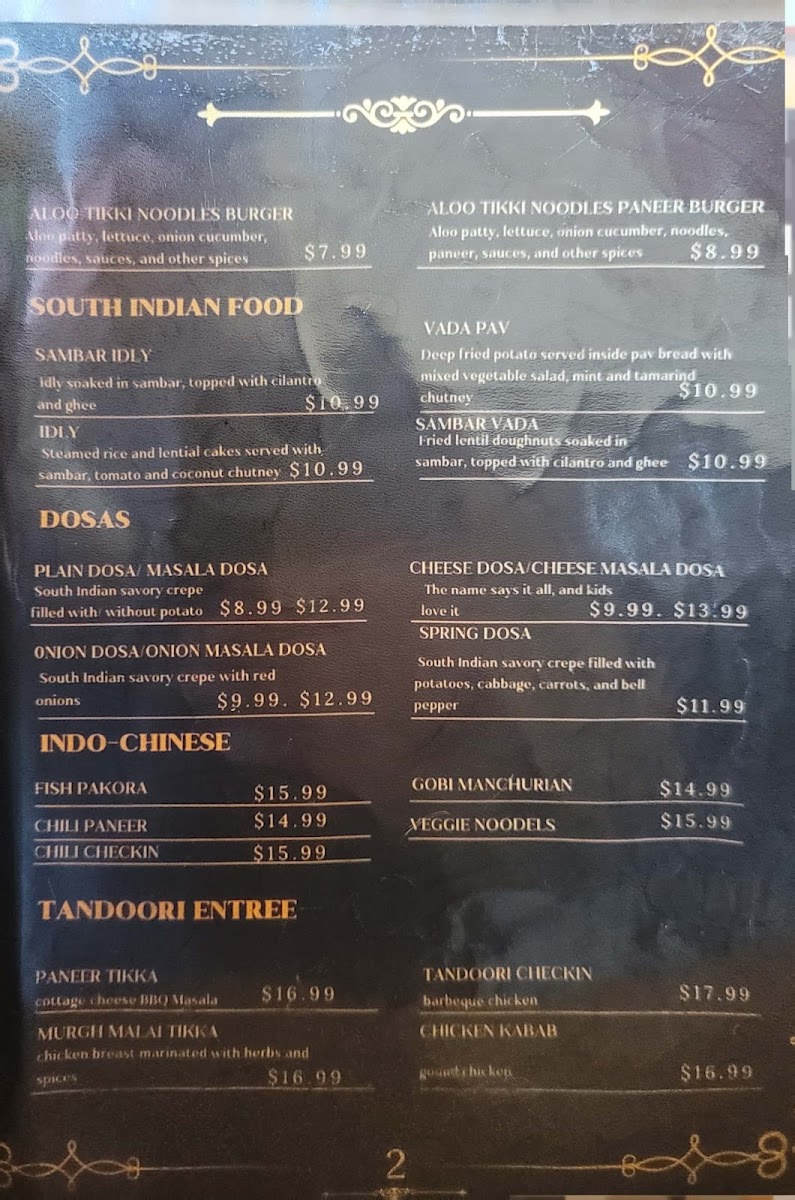 ALOO TIKKI NOODLES BURGER
Aloo patty, lettuce, onion cucumber,
noodles, sauces, and other spices $7.99
ALOO TIKKI NOODLES PANEER BURGER
Aloo patty, lettuce, onion cucumber, noodles,
paneer, sauces, and other spices $8.99
SOUTH INDIAN FOOD
SAMBAR IDLY
Idly soaked in sambar, topped with cilantro
and ghee $10.99
IDLY
Steamed rice and lential cakes served with
sambar, tomato and coconut chutney $10.99
VADA PAV
Deep fried potato served inside pav bread with
mixed vegetable salad, mint and tamarind
chutney $10.99
SAMBAR VADA
Fried lentil doughnuts soaked in
sambar, topped with cilantro and ghee $10.99
DOSAS
PLAIN DOSA/ MASALA DOSA
South Indian savory crepe
filled with/ without potato $8.99 $12.99
0NION DOSA/ONION MASALA DOSA
South Indian savory crepe with red
onions $9.99. $12.99
CHEESE DOSA/CHEESE MASALA DOSA
The name says it all, and kids
love it $9.99. $13.99
SPRING DOSA
South Indian savory crepe filled with
potatoes, cabbage, carrots, and bell
pepper $11.99
INDO-CHINESE
FISH PAKORA $15.99
CHILI PANEER $14.99
CHILI CHECKIN $15.99
GOBI MANCHURIAN $14.99
VEGGIE NOODELS $15.99
TANDOORI ENTREE
PANEER TIKKA
cottage cheese BBQ Masala $16.99
MURGH MALAI TIKKA
chicken breast marinated with herbs and
spices $16.99
TANDOORI CHECKIN
barbeque chicken $17.99
CHICKEN KABAB
chicken $16.99
2